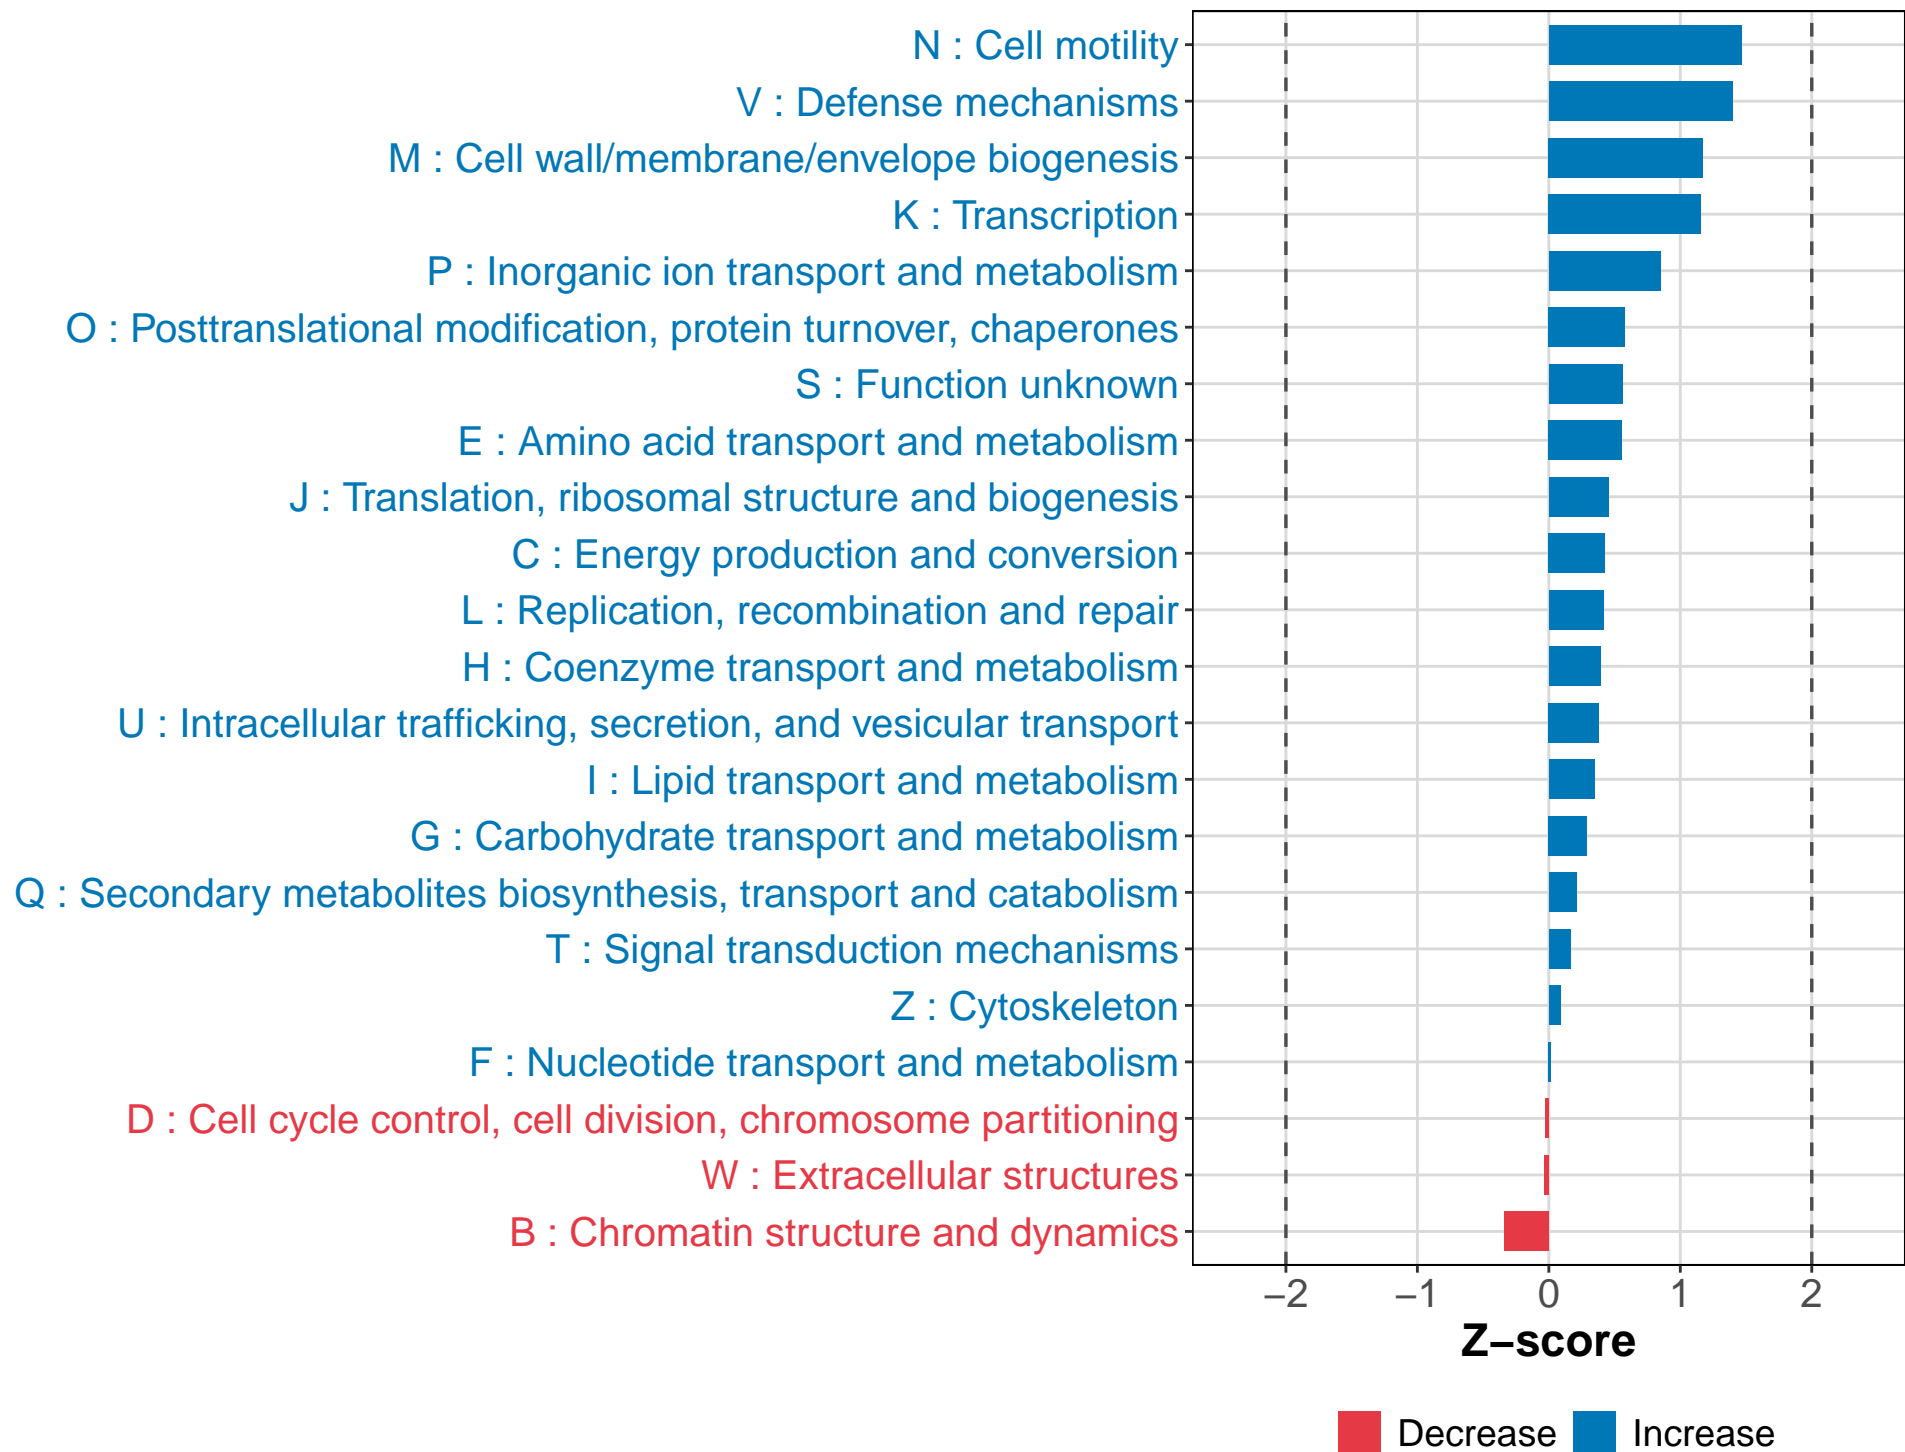 N : Cell motility
V : Defense mechanisms
M : Cell wall/membrane/envelope biogenesis
K : Transcription
P : Inorganic ion transport and metabolism
O : Posttranslational modification, protein turnover, chaperones
S : Function unknown
E : Amino acid transport and metabolism
J : Translation, ribosomal structure and biogenesis
C : Energy production and conversion
L : Replication, recombination and repair
H : Coenzyme transport and metabolism
U : Intracellular trafficking, secretion, and vesicular transport
I : Lipid transport and metabolism
G : Carbohydrate transport and metabolism
Q : Secondary metabolites biosynthesis, transport and catabolism
T : Signal transduction mechanisms
Z : Cytoskeleton
F : Nucleotide transport and metabolism
D : Cell cycle control, cell division, chromosome partitioning
W : Extracellular structures
B : Chromatin structure and dynamics
−2 −1 0 1 2
Z−score
Decrease Increase